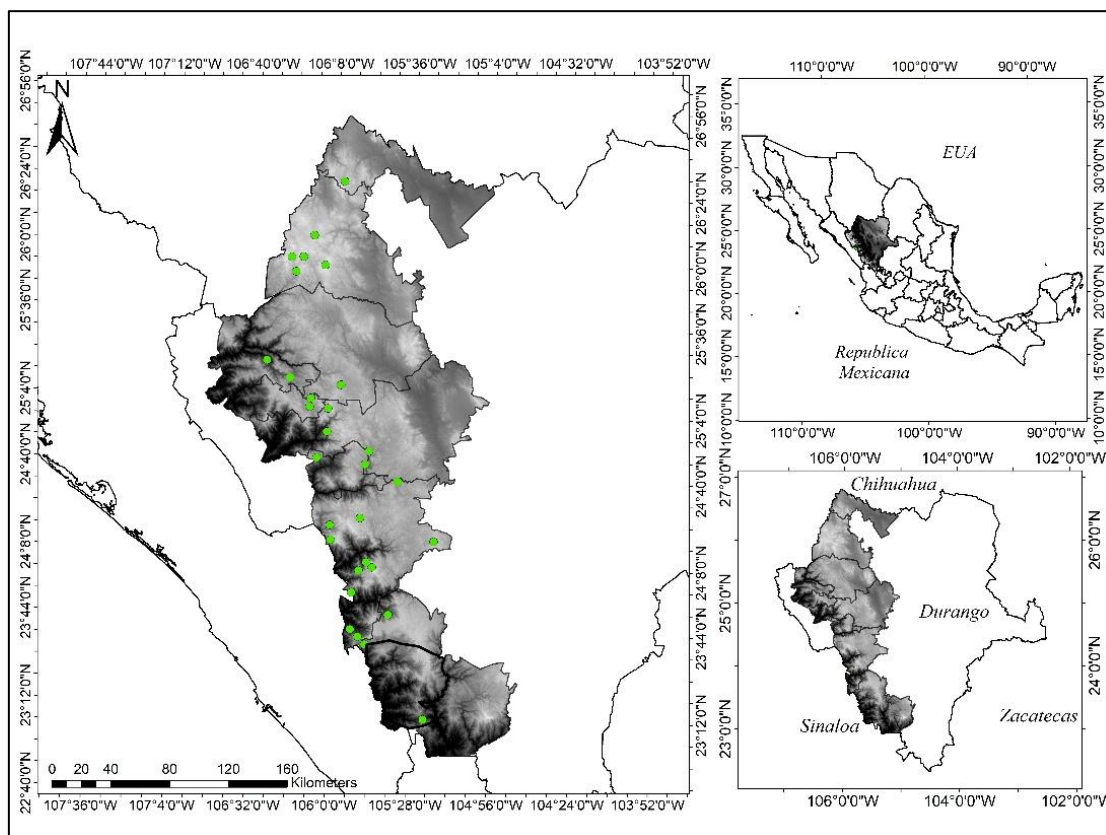 107°44'0"W 107°12'0"W 106°40'0"W 106°8'0"W 105°36'0"W 105°4'0"W 104°32'0"W 103°52'0"W
N
26°56'0"N
26°24'0"N
26°0'0"N
25°36'0"N
25°4'0"N
24°40'0"N
24°8'0"N
23°44'0"N
23°12'0"N
22°40'0"N
26°56'0"N
26°24'0"N
26°0'0"N
25°36'0"N
25°4'0"N
24°40'0"N
24°8'0"N
23°44'0"N
23°12'0"N
0 20 40 80 120 160
Kilometers
107°36'0"W 107°4'0"W 106°32'0"W 106°0'0"W 105°28'0"W 104°56'0"W 104°24'0"W 103°52'0"W
110°0'0"W 100°0'0"W 90°0'0"W
35°0'0"N
30°0'0"N
25°0'0"N
20°0'0"N
15°0'0"N
10°0'0"N
EUA
Republica
Mexicana
35°0'0"N
30°0'0"N
25°0'0"N
20°0'0"N
15°0'0"N
10°0'0"N
110°0'0"W 100°0'0"W 90°0'0"W
106°0'0"W 104°0'0"W 102°0'0"W
27°0'0"N
25°0'0"N
23°0'0"N
Chihuahua
Durango
Sinaloa
Zacatecas
26°0'0"N
24°0'0"N
106°0'0"W 104°0'0"W 102°0'0"W